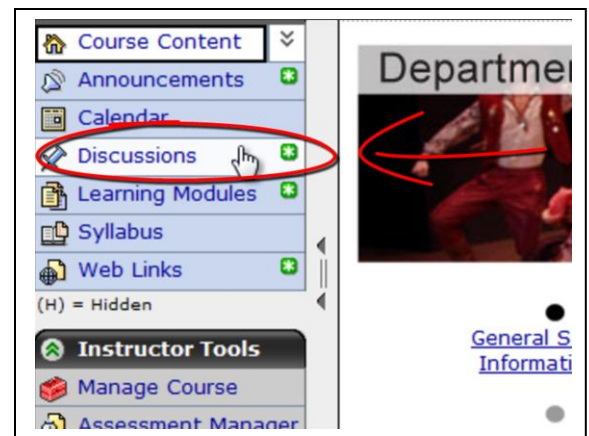 Course Content
Announcements
Calendar
Discussions
Learning Modules
Syllabus
Web Links
(H) = Hidden
Instructor Tools
Manage Course
Assessment Manager
Departme
General S
Informati